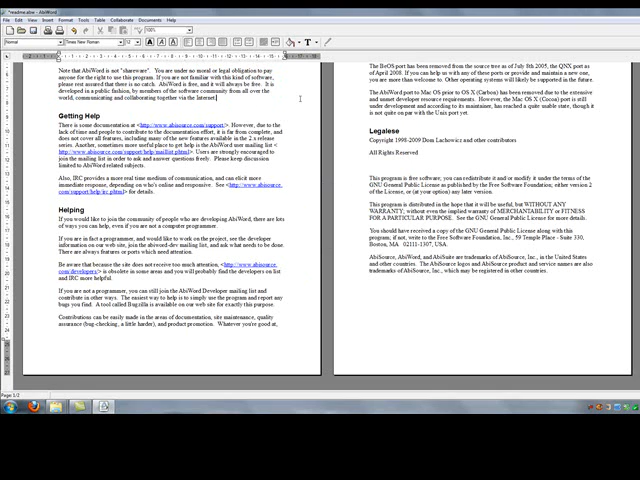 *readme.abw - AbiWord
File Edit View Insert Format Tools Table Collaborate Documents Help
150%
Normal Times New Roman 12
Note that AbiWord is not "shareware". You are under no moral or legal obligation to pay
anyone for the right to use this program. If you are not familiar with this kind of software,
please rest assured that there is no catch. AbiWord is free, and it will always be free. It is
developed in a public fashion, by members of the software community from all over the
world, communicating and collaborating together via the Internet.
Getting Help
There is some documentation at <http://www.abisource.com/support/>. However, due to the
lack of time and people to contribute to the documentation effort, it is far from complete, and
does not cover all features, including many of the new features available in the 2.x release
series. Another, sometimes more useful place to get help is the AbiWord user mailing list <
http://www.abisource.com/support/help/maillist.phtml>. Users are strongly encouraged to
join the mailing list in order to ask and answer questions freely. Please keep discussion
limited to AbiWord related subjects.
Also, IRC provides a more real time medium of communication, and can elicit more
immediate response, depending on who's online and responsive. See <http://www.abisource.
com/support/help/irc.phtml> for details.
Helping
If you would like to join the community of people who are developing AbiWord, there are lots
of ways you can help, even if you are not a computer programmer.
If you are in fact a programmer, and would like to work on the project, see the developer
information on our web site, join the abiword-dev mailing list, and ask what needs to be done.
There are always features or ports which need attention.
Be aware that because the site does not receive too much attention, <http://www.abisource.
com/developers> is obsolete in some areas and you will probably find the developers on list
and IRC more helpful.
If you are not a programmer, you can still join the AbiWord Developer mailing list and
contribute in other ways. The easiest way to help is to simply use the program and report any
bugs you find. A tool called Bugzilla is available on our web site for exactly this purpose.
Contributions can be easily made in the areas of documentation, site maintenance, quality
assurance (bug-checking, a little harder), and product promotion. Whatever you're good at,
The BeOS port has been removed from the source tree as of July 8th 2005, the QNX port as
of April 2008. If you can help us with any of these ports or provide and maintain a new one,
you are more than welcome to. Other operating systems will likely be supported in the future.
The AbiWord port to Mac OS prior to OS X (Carbon) has been removed due to the extensive
and unmet developer resource requirements. However, the Mac OS X (Cocoa) port is still
under development and according to its maintainer, has reached a quite usable state, though it
is not quite on par with the Unix port yet.
Legalese
Copyright 1998-2009 Dom Lachowicz and other contributors
All Rights Reserved
This program is free software; you can redistribute it and/or modify it under the terms of the
GNU General Public License as published by the Free Software Foundation; either version 2
of the License, or (at your option) any later version.
This program is distributed in the hope that it will be useful, but WITHOUT ANY
WARRANTY; without even the implied warranty of MERCHANTABILITY or FITNESS
FOR A PARTICULAR PURPOSE. See the GNU General Public License for more details.
You should have received a copy of the GNU General Public License along with this
program; if not, write to the Free Software Foundation, Inc., 59 Temple Place - Suite 330,
Boston, MA 02111-1307, USA.
AbiSource, AbiWord, and AbiSuite are trademarks of AbiSource, Inc., in the United States
and other countries. The AbiSource logos and AbiSource product and service names are also
trademarks of AbiSource, Inc., which may be registered in other countries.
Page: 1/2